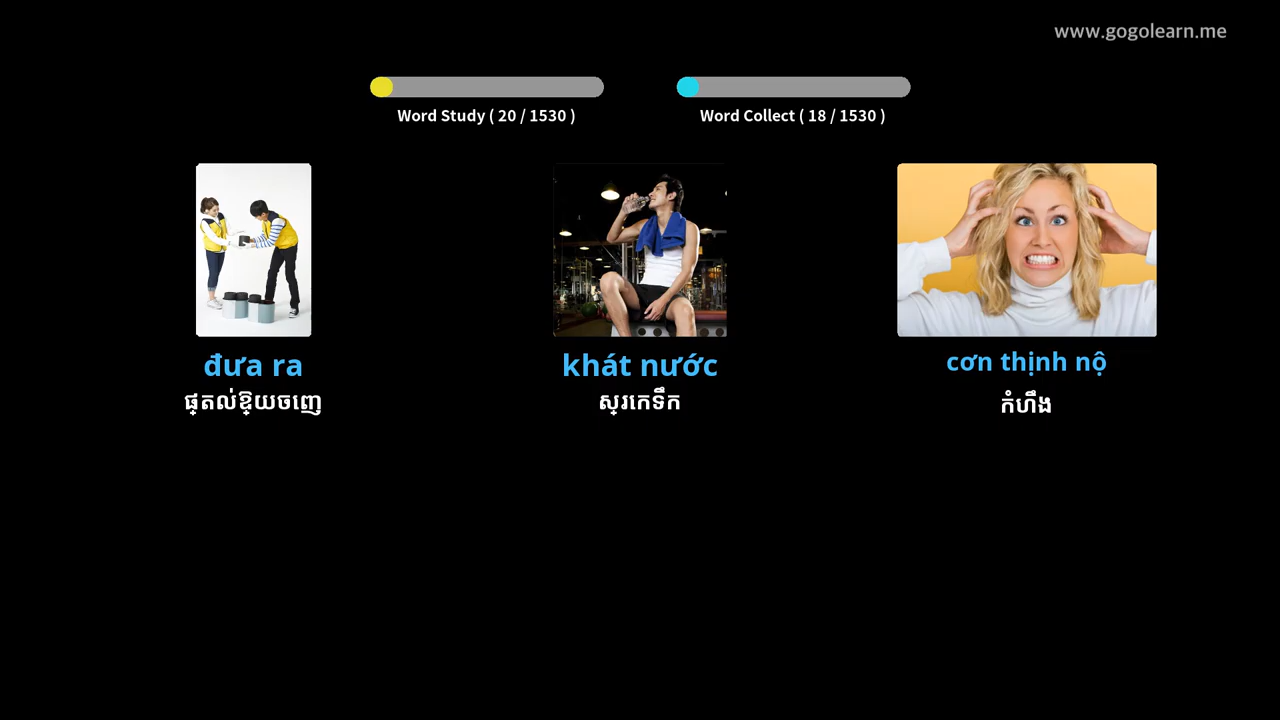 www.gogolearn.me
Word Study ( 20 / 1530 )
Word Collect ( 18 / 1530 )
đưa ra
ផ្តល់ឱ្យចេញ
khát nước
ស្រេកទឹក
cơn thịnh nộ
កំហឹង